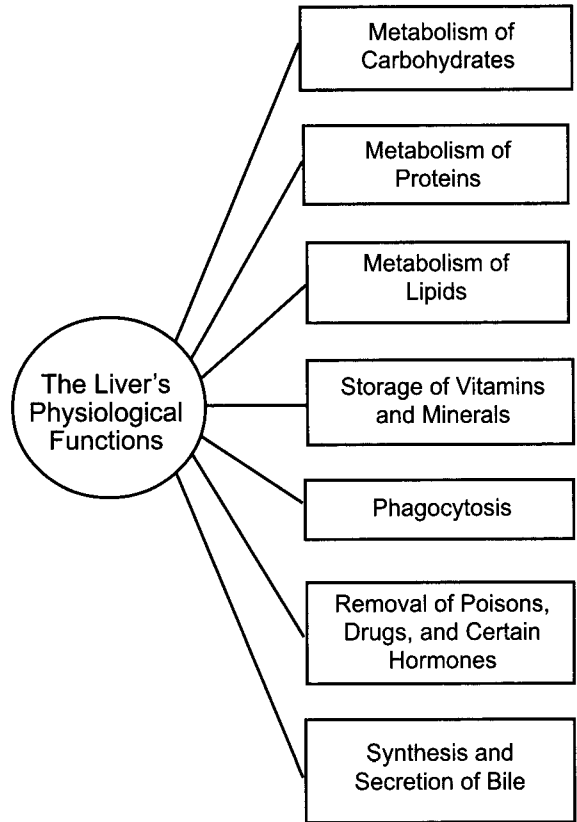 Metabolism of
Carbohydrates
Metabolism of
Proteins
Metabolism of
Lipids
The Liver's
Physiological
Functions
Storage of Vitamins
and Minerals
Phagocytosis
Removal of Poisons,
Drugs, and Certain
Hormones
Synthesis and
Secretion of Bile